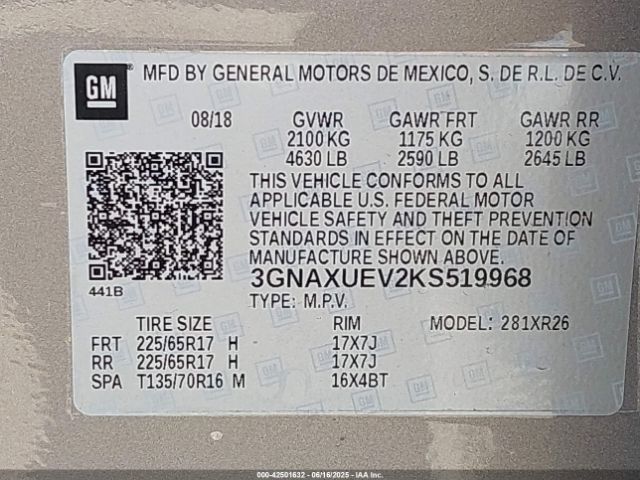 GM
MFD BY GENERAL MOTORS DE MEXICO, S. DE R.L. DE C.V.
08/18 GVWR GAWR FRT GAWR RR
2100 KG 1175 KG 1200 KG
4630 LB 2590 LB 2645 LB
THIS VEHICLE CONFORMS TO ALL
APPLICABLE U.S. FEDERAL MOTOR
VEHICLE SAFETY AND THEFT PREVENTION
STANDARDS IN EFFECT ON THE DATE OF
MANUFACTURE SHOWN ABOVE.
441B
3GNAXUEV2KS519968
TYPE: M.P.V.
TIRE SIZE RIM MODEL: 281XR26
FRT 225/65R17 H 17X7J
RR 225/65R17 H 17X7J
SPA T135/70R16 M 16X4BT
000-42501632 - 06/16/2025 - IAAI.COM